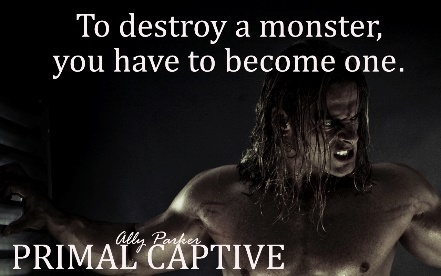 To destroy a monster,
you have to become one.
Ally Parker
PRIMAL CAPTIVE